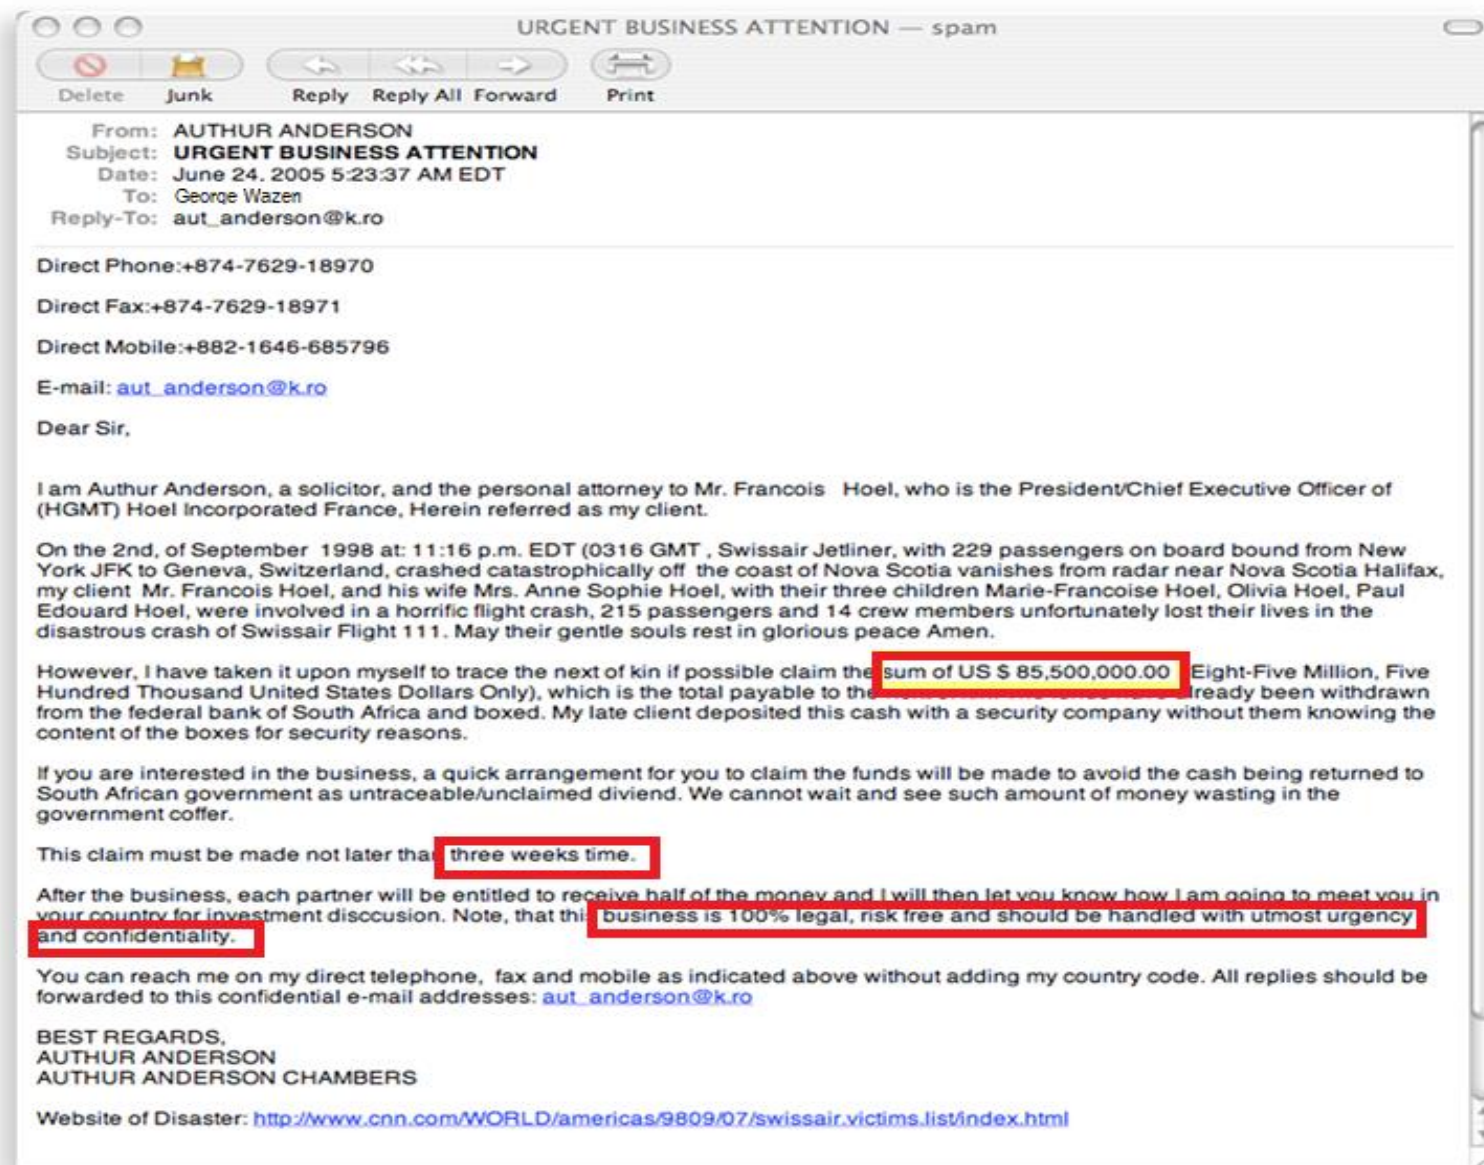 URGENT BUSINESS ATTENTION — spam
Delete Junk Reply Reply All Forward Print
From: AUTHUR ANDERSON
Subject: URGENT BUSINESS ATTENTION
Date: June 24, 2005 5:23:37 AM EDT
To: George Wazen
Reply-To: aut_anderson@k.ro
Direct Phone:+874-7629-18970
Direct Fax:+874-7629-18971
Direct Mobile:+882-1646-685796
E-mail: aut_anderson@k.ro
Dear Sir,
I am Authur Anderson, a solicitor, and the personal attorney to Mr. Francois Hoel, who is the President/Chief Executive Officer of
(HGMT) Hoel Incorporated France, Herein referred as my client.
On the 2nd, of September 1998 at: 11:16 p.m. EDT (0316 GMT , Swissair Jetliner, with 229 passengers on board bound from New
York JFK to Geneva, Switzerland, crashed catastrophically off the coast of Nova Scotia vanishes from radar near Nova Scotia Halifax,
my client Mr. Francois Hoel, and his wife Mrs. Anne Sophie Hoel, with their three children Marie-Francoise Hoel, Olivia Hoel, Paul
Edouard Hoel, were involved in a horrific flight crash, 215 passengers and 14 crew members unfortunately lost their lives in the
disastrous crash of Swissair Flight 111. May their gentle souls rest in glorious peace Amen.
However, I have taken it upon myself to trace the next of kin if possible claim the sum of US $ 85,500,000.00 Eight-Five Million, Five
Hundred Thousand United States Dollars Only), which is the total payable to the already been withdrawn
from the federal bank of South Africa and boxed. My late client deposited this cash with a security company without them knowing the
content of the boxes for security reasons.
If you are interested in the business, a quick arrangement for you to claim the funds will be made to avoid the cash being returned to
South African government as untraceable/unclaimed diviend. We cannot wait and see such amount of money wasting in the
government coffer.
This claim must be made not later than three weeks time.
After the business, each partner will be entitled to receive half of the money and I will then let you know how I am going to meet you in
your country for investment disccusion. Note, that this business is 100% legal, risk free and should be handled with utmost urgency
and confidentiality.
You can reach me on my direct telephone, fax and mobile as indicated above without adding my country code. All replies should be
forwarded to this confidential e-mail addresses: aut_anderson@k.ro
BEST REGARDS,
AUTHUR ANDERSON
AUTHUR ANDERSON CHAMBERS
Website of Disaster: http://www.cnn.com/WORLD/americas/9809/07/swissair.victims.list/index.html